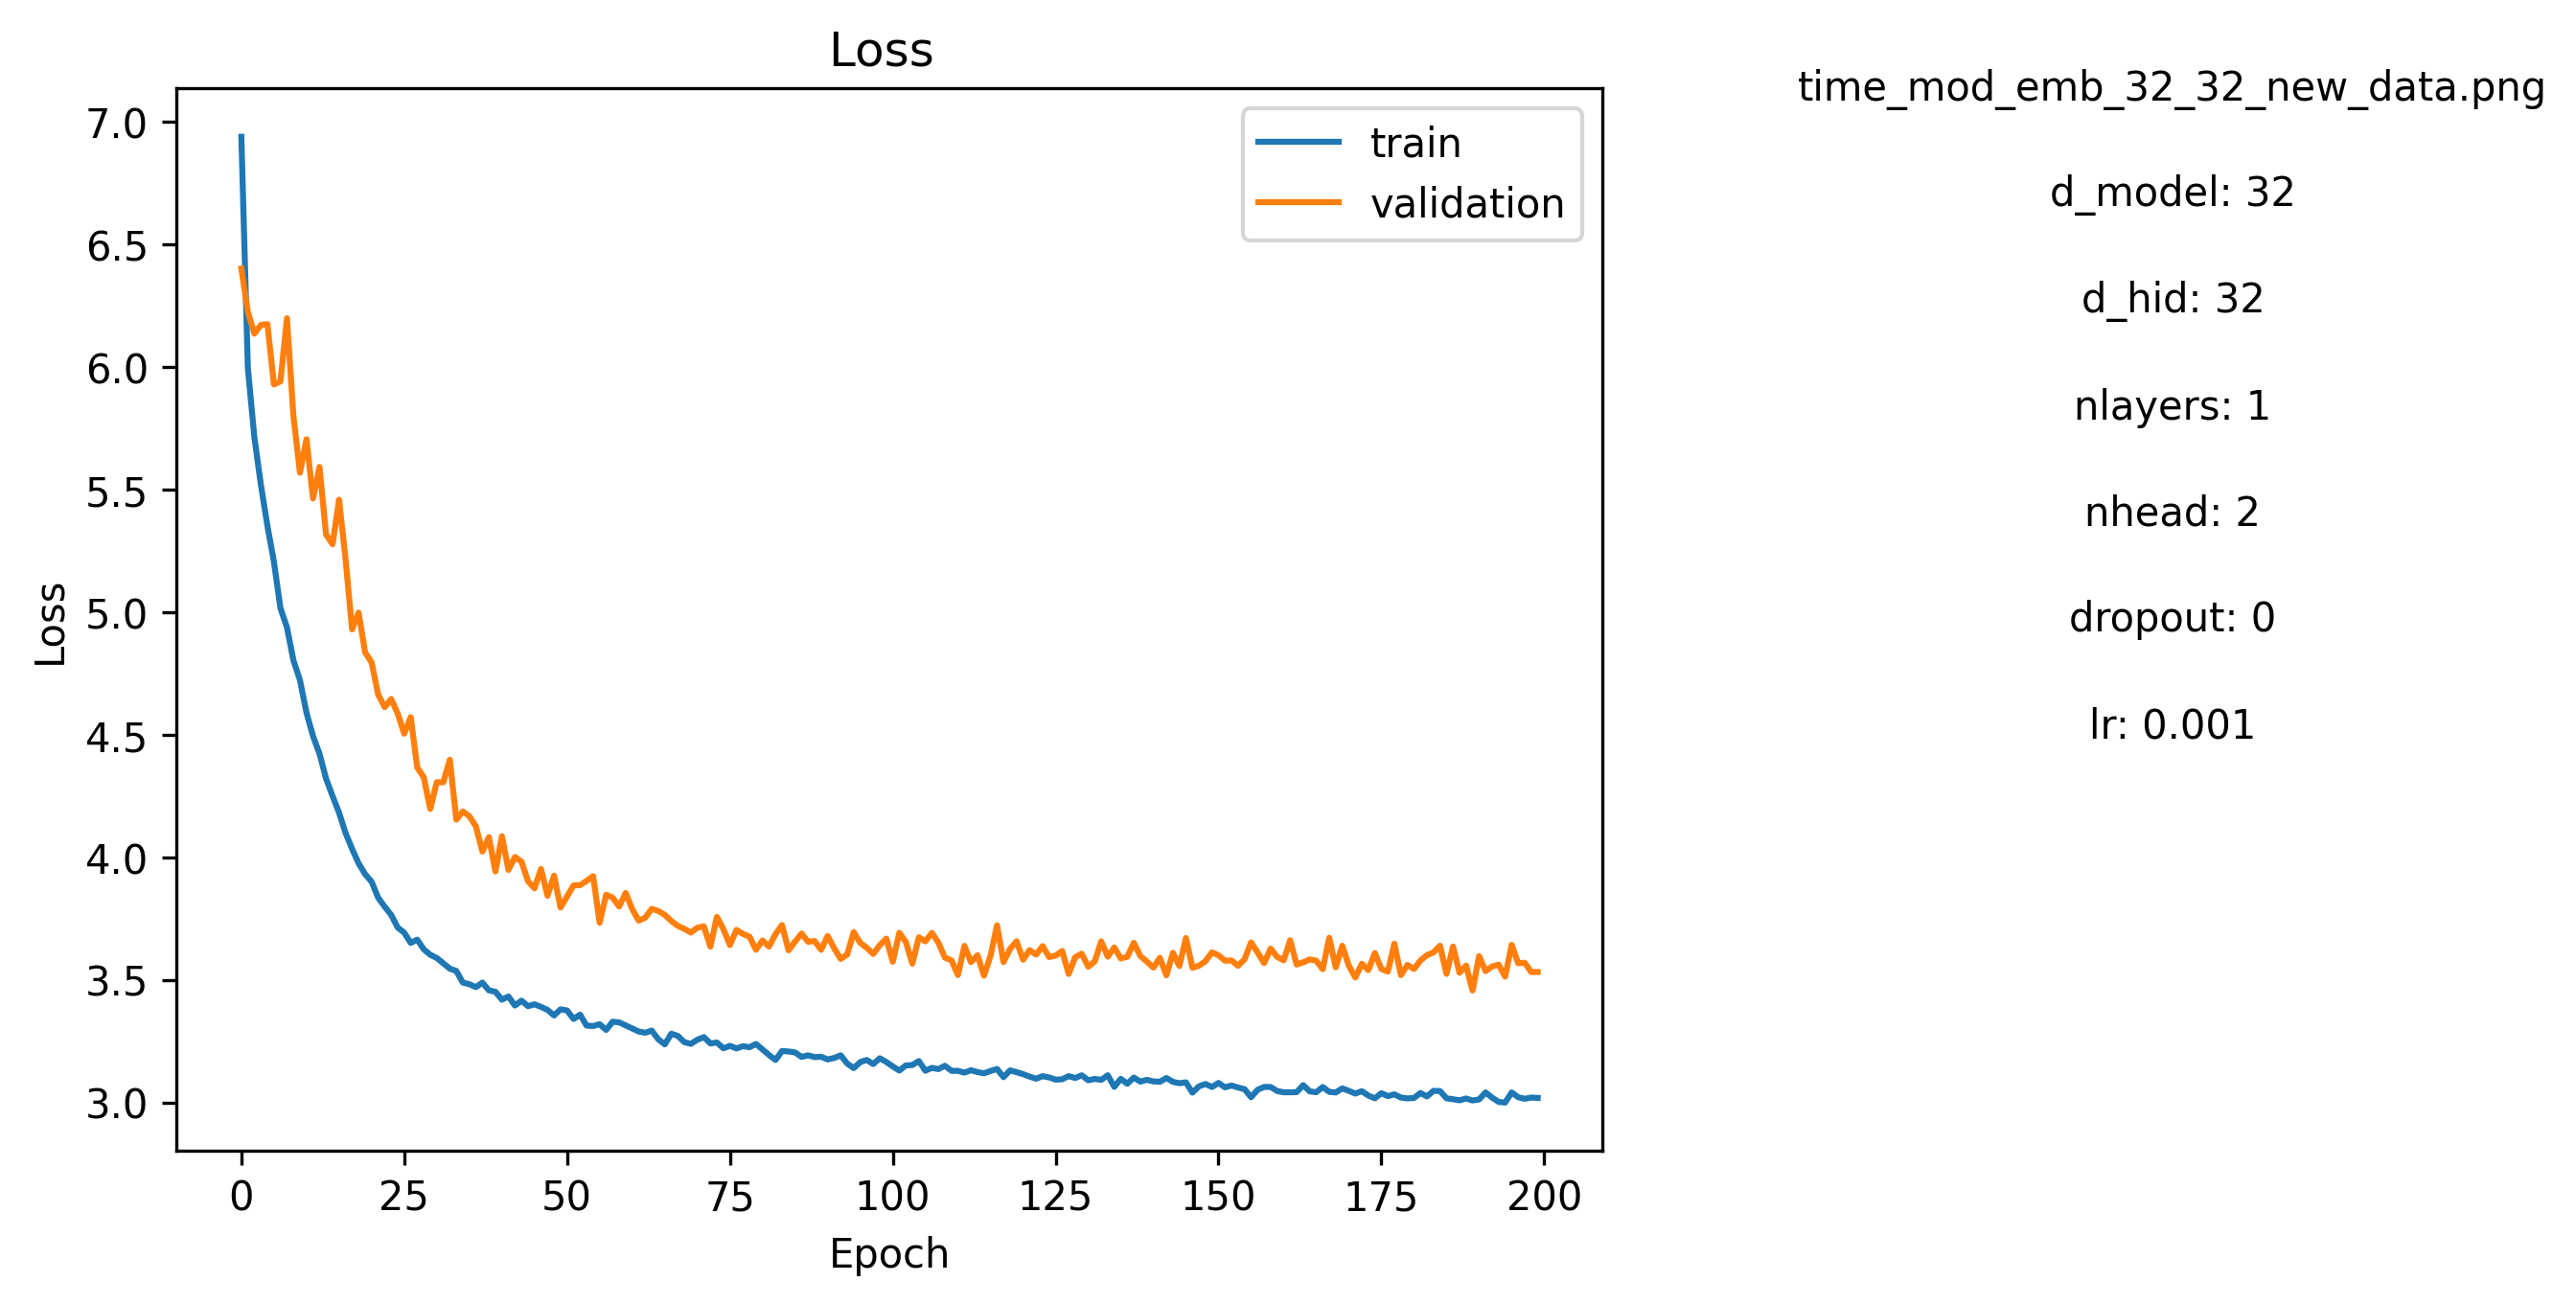 Loss
7.0
6.5
6.0
5.5
5.0
4.5
4.0
3.5
3.0
Loss
0 25 50 75 100 125 150 175 200
Epoch
train
validation
time_mod_emb_32_32_new_data.png
d_model: 32
d_hid: 32
nlayers: 1
nhead: 2
dropout: 0
lr: 0.001